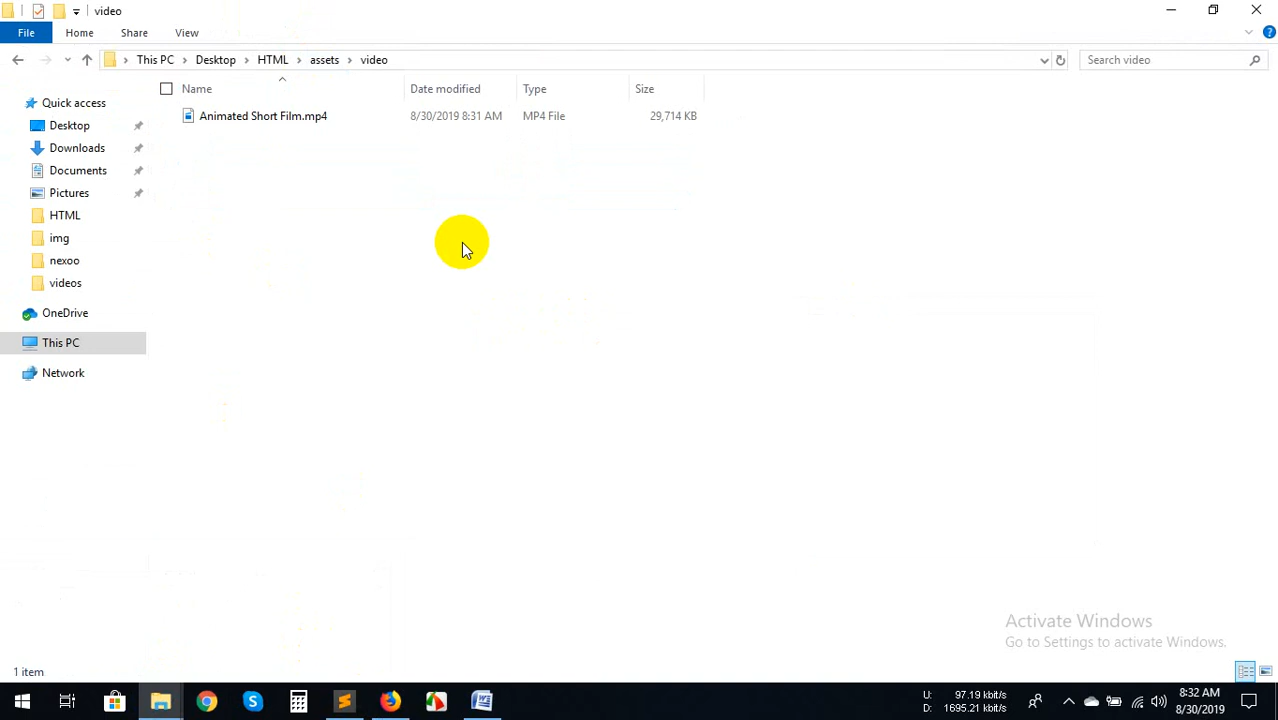 video
File Home Share View
This PC Desktop HTML assets video Search video
Name Date modified Type Size
Animated Short Film.mp4 8/30/2019 8:31 AM MP4 File 29,714 KB
Quick access
Desktop
Downloads
Documents
Pictures
HTML
img
nexoo
videos
OneDrive
This PC
Network
Activate Windows
Go to Settings to activate Windows.
1 item
U: 97.19 kbit/s
D: 1695.21 kbit/s
8:32 AM
8/30/2019